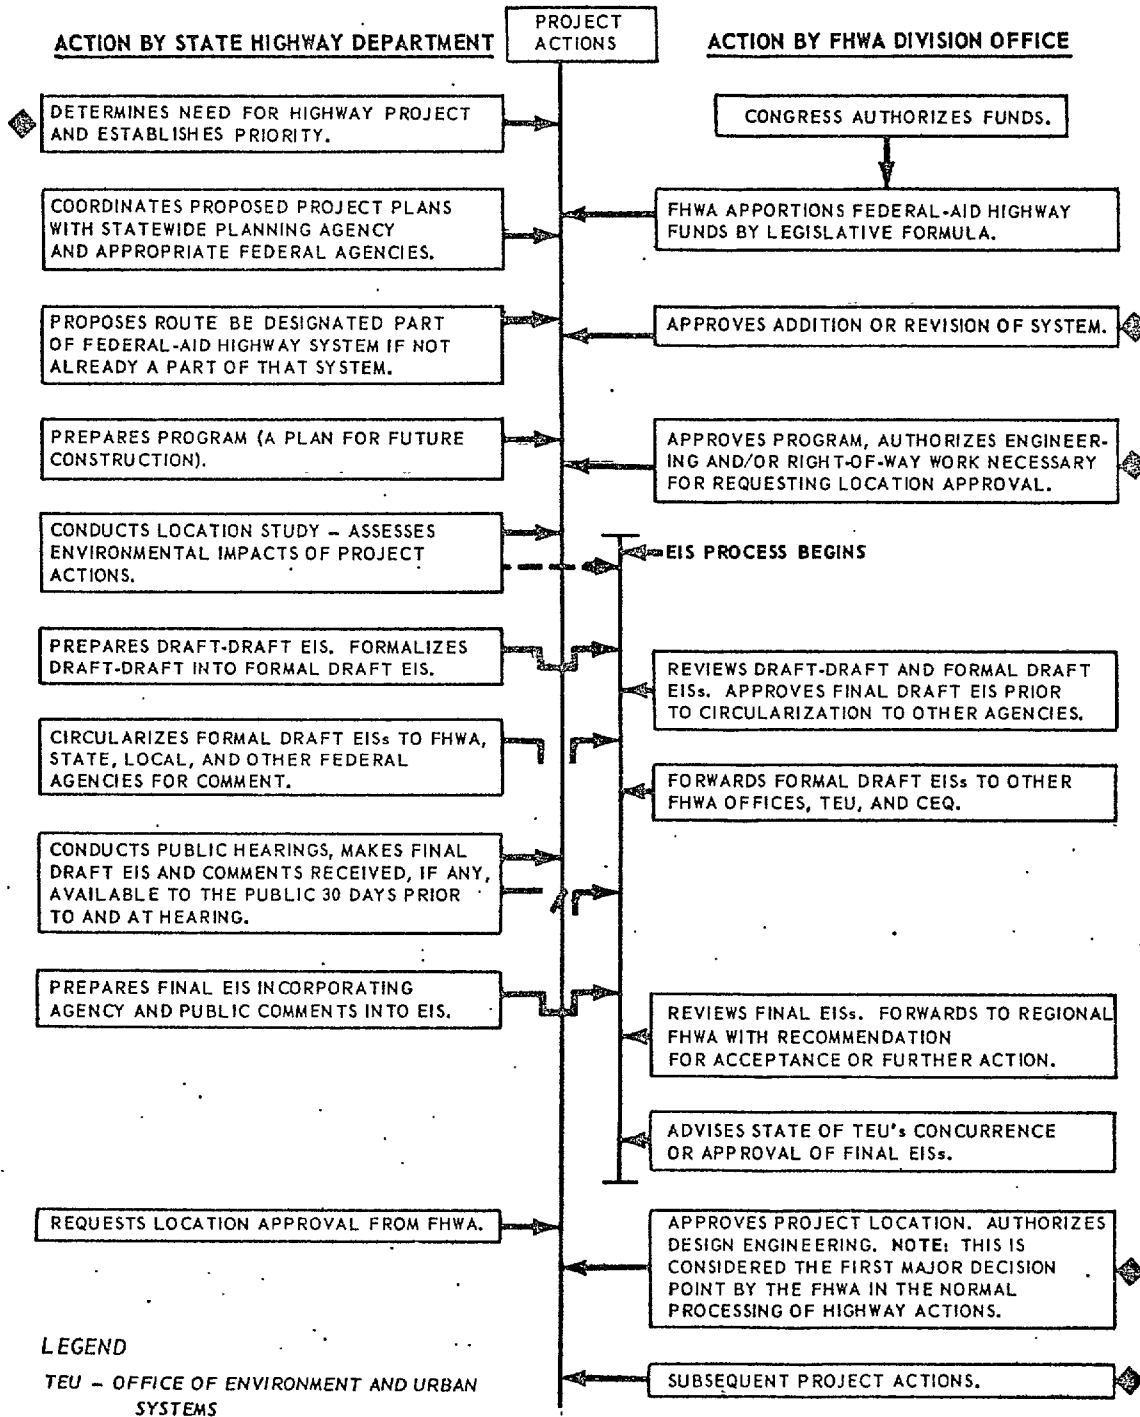 PROJECT
ACTIONS
ACTION BY STATE HIGHWAY DEPARTMENT
ACTION BY FHWA DIVISION OFFICE
DETERMINES NEED FOR HIGHWAY PROJECT
AND ESTABLISHES PRIORITY.
CONGRESS AUTHORIZES FUNDS.
COORDINATES PROPOSED PROJECT PLANS
WITH STATEWIDE PLANNING AGENCY
AND APPROPRIATE FEDERAL AGENCIES.
FHWA APPORTIONS FEDERAL-AID HIGHWAY
FUNDS BY LEGISLATIVE FORMULA.
PROPOSES ROUTE BE DESIGNATED PART
OF FEDERAL-AID HIGHWAY SYSTEM IF NOT
ALREADY A PART OF THAT SYSTEM.
APPROVES ADDITION OR REVISION OF SYSTEM.
PREPARES PROGRAM (A PLAN FOR FUTURE
CONSTRUCTION).
APPROVES PROGRAM, AUTHORIZES ENGINEER-
ING AND/OR RIGHT-OF-WAY WORK NECESSARY
FOR REQUESTING LOCATION APPROVAL.
CONDUCTS LOCATION STUDY – ASSESSES
ENVIRONMENTAL IMPACTS OF PROJECT
ACTIONS.
EIS PROCESS BEGINS
PREPARES DRAFT-DRAFT EIS. FORMALIZES
DRAFT-DRAFT INTO FORMAL DRAFT EIS.
REVIEWS DRAFT-DRAFT AND FORMAL DRAFT
EISs. APPROVES FINAL DRAFT EIS PRIOR
TO CIRCULARIZATION TO OTHER AGENCIES.
CIRCULARIZES FORMAL DRAFT EISs TO FHWA,
STATE, LOCAL, AND OTHER FEDERAL
AGENCIES FOR COMMENT.
FORWARDS FORMAL DRAFT EISs TO OTHER
FHWA OFFICES, TEU, AND CEQ.
CONDUCTS PUBLIC HEARINGS, MAKES FINAL
DRAFT EIS AND COMMENTS RECEIVED, IF ANY,
AVAILABLE TO THE PUBLIC 30 DAYS PRIOR
TO AND AT HEARING.
PREPARES FINAL EIS INCORPORATING
AGENCY AND PUBLIC COMMENTS INTO EIS.
REVIEWS FINAL EISs. FORWARDS TO REGIONAL
FHWA WITH RECOMMENDATION
FOR ACCEPTANCE OR FURTHER ACTION.
ADVISES STATE OF TEU's CONCURRENCE
OR APPROVAL OF FINAL EISs.
REQUESTS LOCATION APPROVAL FROM FHWA.
APPROVES PROJECT LOCATION. AUTHORIZES
DESIGN ENGINEERING. NOTE: THIS IS
CONSIDERED THE FIRST MAJOR DECISION
POINT BY THE FHWA IN THE NORMAL
PROCESSING OF HIGHWAY ACTIONS.
SUBSEQUENT PROJECT ACTIONS.
LEGEND
TEU – OFFICE OF ENVIRONMENT AND URBAN
SYSTEMS